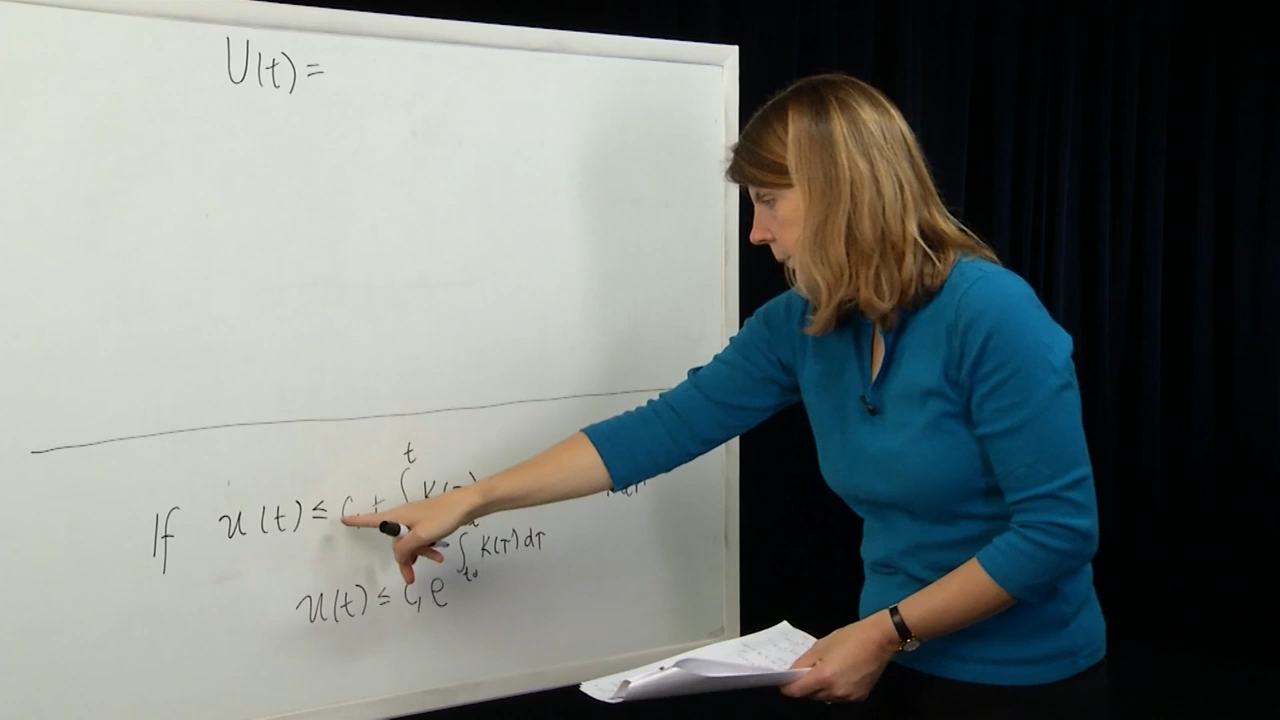 U(t) =
If u(t) ≤ C₁ + ∫ᵗ K(τ)
u(t) ≤ C₁ e^∫_{t₀} K(τ) dτ